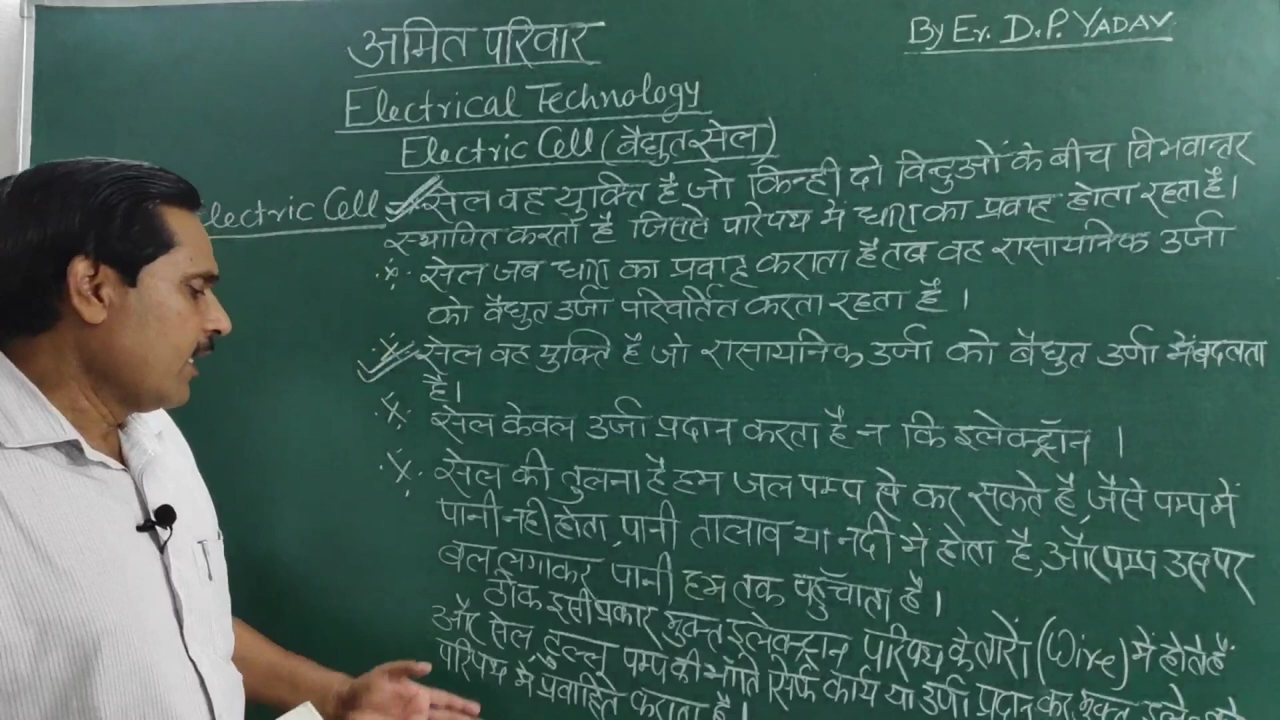 अमित परिवार
By Er. D.P. YADAV
Electrical Technology
Electric Cell (वैद्युत सेल)
Electric Cell सेल वह युक्ति है जो किन्ही दो विन्दुओं के बीच विभवान्तर
स्थापित करता है जिससे परिपथ में धारा का प्रवाह होता रहता है।
सेल जब धारा का प्रवाह कराता है तब वह रासायनिक उर्जा
को वैद्युत उर्जा परिवर्तित करता रहता है।
सेल वह युक्ति है जो रासायनिक उर्जा को वैद्युत उर्जा में बदलता
है।
सेल केवल उर्जा प्रदान करता है न कि इलेक्ट्रॉन ।
सेल की तुलना है हम जल पम्प से कर सकते है, जैसे पम्प में
पानी नही होता, पानी तालाव या नदी में होता है, और पम्प उस पर
बल लगाकर पानी हम तक पहुँचाता है।
ठीक इसी प्रकार मुक्त इलेक्ट्रान परिपथ के तारों (Wire) में होते हैं
और सेल टुल्लू पम्प की भाँति सिर्फ कार्य या उर्जा प्रदान कर मुक्त
परिपथ में प्रवाहित कराता है।